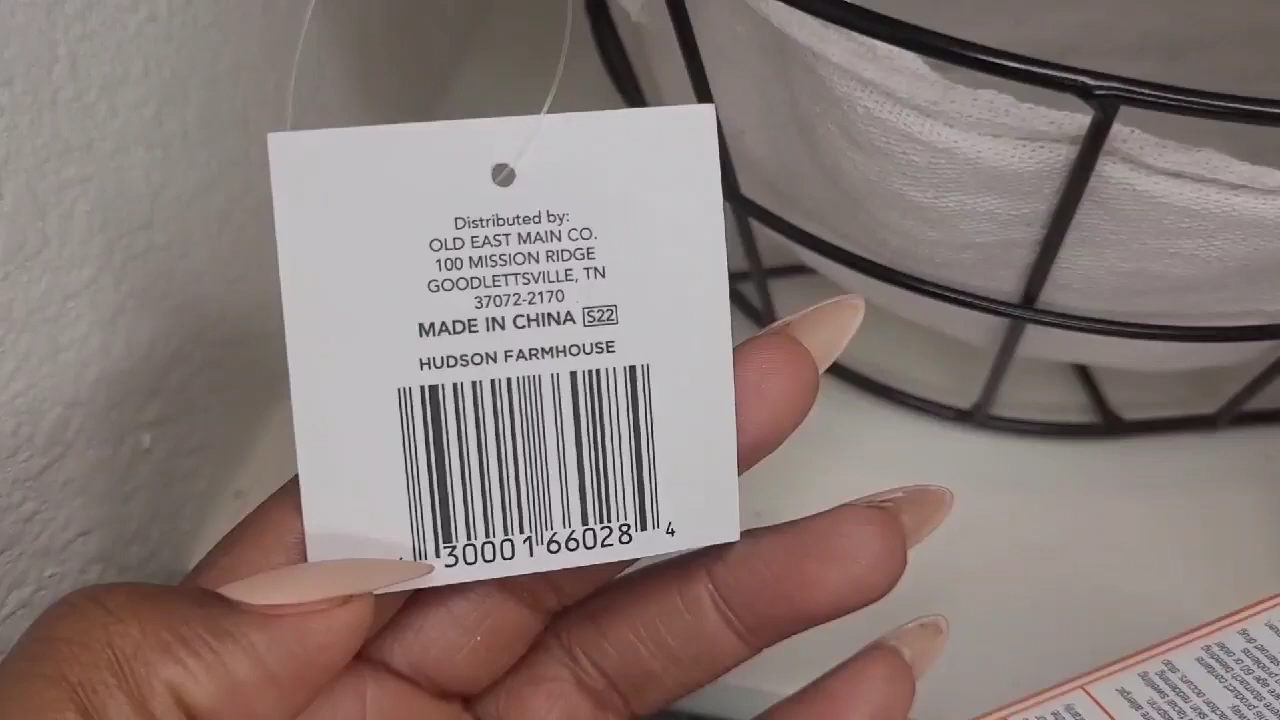 Distributed by:
OLD EAST MAIN CO.
100 MISSION RIDGE
GOODLETTSVILLE, TN
37072-2170
MADE IN CHINA S22
HUDSON FARMHOUSE
30001 66028 4